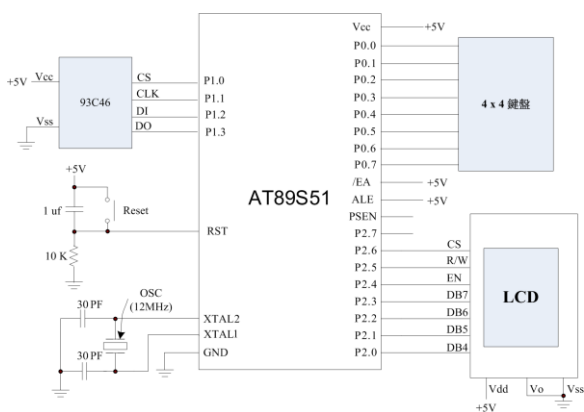 Vcc
+5V
93C46
Vss
CS
CLK
DI
DO
P1.0
P1.1
P1.2
P1.3
+5V
1 uf
Reset
10 K
RST
30 PF
OSC
(12MHz)
XTAL2
XTAL1
30 PF
GND
AT89S51
Vcc
+5V
P0.0
P0.1
P0.2
P0.3
P0.4
P0.5
P0.6
P0.7
4 x 4 鍵盤
/EA
+5V
ALE
+5V
PSEN
P2.7
P2.6
CS
P2.5
R/W
P2.4
EN
P2.3
DB7
P2.2
DB6
P2.1
DB5
P2.0
DB4
LCD
Vdd
Vo
Vss
+5V